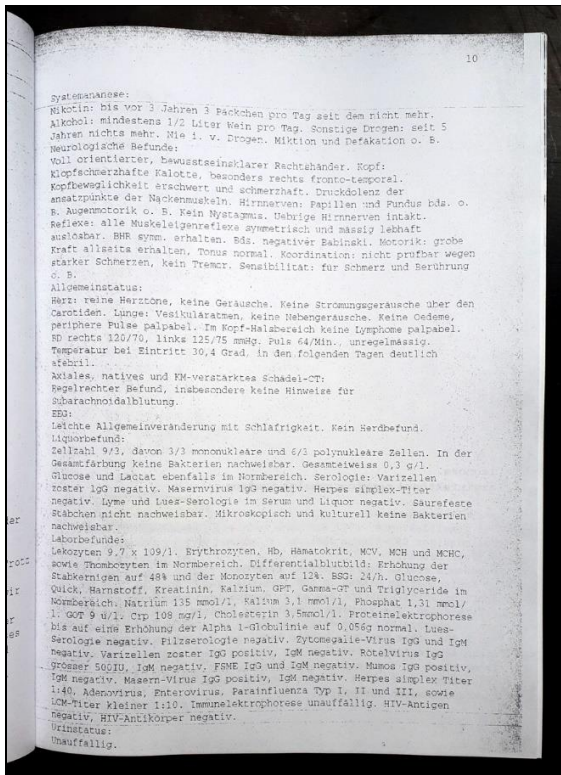 10
Systemananese:
Nikotin: bis vor 3 Jahren 3 Päckchen pro Tag seit dem nicht mehr.
Alkohol: mindestens 1/2 Liter Wein pro Tag. Sonstige Drogen: seit 5
Jahren nichts mehr. Nie i. v. Drogen. Miktion und Defäkation o. B.
Neurologische Befunde:
Voll orientierter, bewusstseinsklarer Rechtshänder. Kopf:
klopfschmerzhafte Kalotte, besonders rechts fronto-temporal.
Kopfbeweglichkeit erschwert und schmerzhaft. Druckdolenz der
ansatzpunkte der Nackenmuskeln. Hirnnerven: Papillen und Fundus bds. o.
B. Augenmotorik o. B. Kein Nystagmus. Uebrige Hirnnerven intakt.
Reflexe: alle Muskeleigenreflexe symmetrisch und mässig lebhaft
auslösbar. BHR symm. erhalten. Bds. negativer Babinski. Motorik: grobe
Kraft allseits erhalten, Tonus normal. Koordination: nicht prüfbar wegen
starker Schmerzen, kein Tremor. Sensibilität: für Schmerz und Berührung
o. B.
Allgemeinstatus:
Herz: reine Herztöne, keine Geräusche. Keine Strömungsgeräusche über den
Carotiden. Lunge: Vesikuläratmen, keine Nebengeräusche. Keine Oedeme,
periphere Pulse palpabel. Im Kopf-Halsbereich keine Lymphome palpabel.
BD rechts 120/70, links 125/75 mmHg. Puls 64/Min., unregelmässig.
Temperatur bei Eintritt 30,4 Grad, in den folgenden Tagen deutlich
afebril.
Axiales, natives und KM-verstärktes Schädel-CT:
Regelrechter Befund, insbesondere keine Hinweise für
Subarachnoidalblutung.
EEG:
Leichte Allgemeinveränderung mit Schläfrigkeit. Kein Herdbefund.
Liquorbefund:
Zellzahl 9/3, davon 3/3 mononukleäre und 6/3 polynukleäre Zellen. In der
Gesamtfärbung keine Bakterien nachweisbar. Gesamteiweiss 0,3 g/l.
Glucose und Lactat ebenfalls im Normbereich. Serologie: Varizellen
zoster lgG negativ. Masernvirus lgG negativ. Herpes simplex-Titer
negativ. Lyme und Lues-Serologie im Serum und Liquor negativ. Säurefeste
Stäbchen nicht nachweisbar. Mikroskopisch und kulturell keine Bakterien
nachweisbar.
Laborbefunde:
Lekozyten 9,7 x 109/l. Erythrozyten, Hb, Hämatokrit, MCV, MCH und MCHC,
sowie Thombozyten im Normbereich. Differentialblutbild: Erhöhung der
Stabkernigen auf 48% und der Monozyten auf 12%. BSG: 24/h. Glucose,
Quick, Harnstoff, Kreatinin, Kalzium, GPT, Gamma-GT und Triglyceride im
Normbereich. Natrium 135 mmol/l, Kalium 3,1 mmol/l, Phosphat 1,31 mmol/
l. GOT 9 u/l. Crp 108 mg/l, Cholesterin 3,5mmol/l. Proteinelektrophorese
bis auf eine Erhöhung der Alpha 1-Globulinie auf 0,056g normal. Lues-
Serologie negativ. Pilzserologie negativ. Zytomegalie-Virus IgG und IgM
negativ. Varizellen zoster IgG positiv, IgM negativ. Rötelvirus IgG
grösser 500IU, IgM negativ. FSME IgG und IgM negativ. Mumos IgG positiv,
IgM negativ. Masern-Virus IgG positiv, IgM negativ. Herpes simplex Titer
1:40. Adenovirus, Enterovirus, Parainfluenza Typ I, II und III, sowie
LCM-Titer kleiner 1:10. Immunelektrophorese unauffällig. HIV-Antigen
negativ, HIV-Antikörper negativ.
Urinstatus:
Unauffällig.